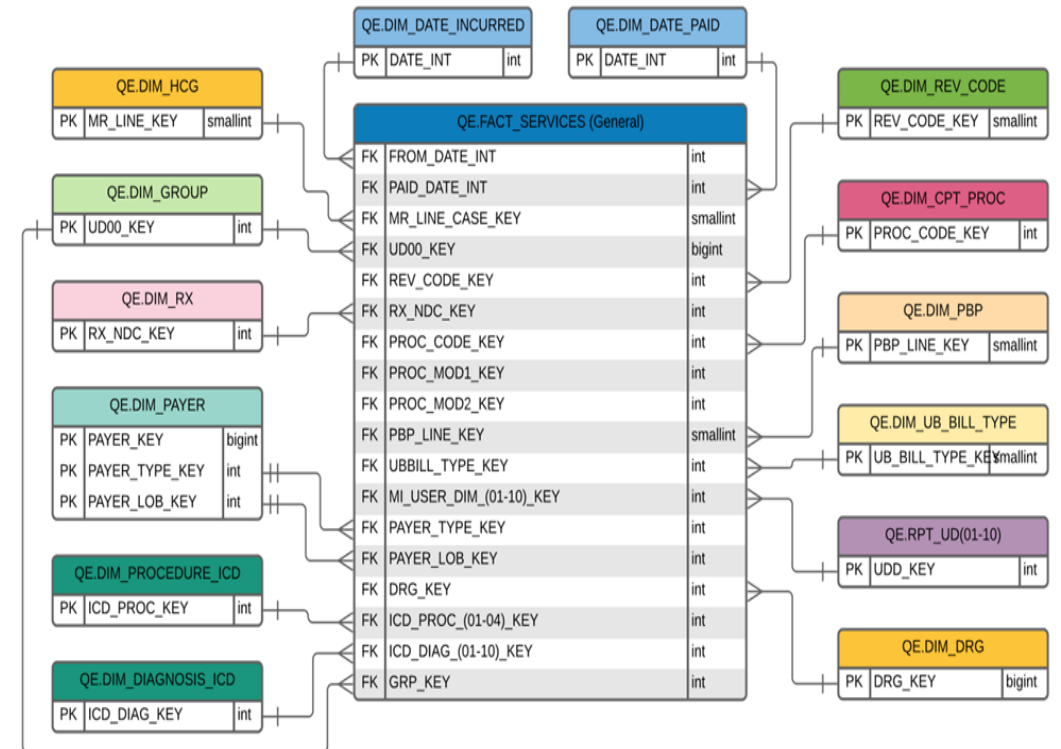 QE.DIM_DATE_INCURRED
PK DATE_INT int
QE.DIM_DATE_PAID
PK DATE_INT int
QE.DIM_HCG
PK MR_LINE_KEY smallint
QE.DIM_GROUP
PK UD00_KEY int
QE.DIM_RX
PK RX_NDC_KEY int
QE.DIM_PAYER
PK PAYER_KEY bigint
PK PAYER_TYPE_KEY int
PK PAYER_LOB_KEY int
QE.DIM_PROCEDURE_ICD
PK ICD_PROC_KEY int
QE.DIM_DIAGNOSIS_ICD
PK ICD_DIAG_KEY int
QE.FACT_SERVICES (General)
FK FROM_DATE_INT int
FK PAID_DATE_INT int
FK MR_LINE_CASE_KEY smallint
FK UD00_KEY bigint
FK REV_CODE_KEY int
FK RX_NDC_KEY int
FK PROC_CODE_KEY int
FK PROC_MOD1_KEY int
FK PROC_MOD2_KEY int
FK PBP_LINE_KEY smallint
FK UBBILL_TYPE_KEY int
FK MI_USER_DIM_(01-10)_KEY int
FK PAYER_TYPE_KEY int
FK PAYER_LOB_KEY int
FK DRG_KEY int
FK ICD_PROC_(01-04)_KEY int
FK ICD_DIAG_(01-10)_KEY int
FK GRP_KEY int
QE.DIM_REV_CODE
PK REV_CODE_KEY smallint
QE.DIM_CPT_PROC
PK PROC_CODE_KEY int
QE.DIM_PBP
PK PBP_LINE_KEY smallint
QE.DIM_UB_BILL_TYPE
PK UB_BILL_TYPE_KEY smallint
QE.RPT_UD(01-10)
PK UDD_KEY int
QE.DIM_DRG
PK DRG_KEY bigint